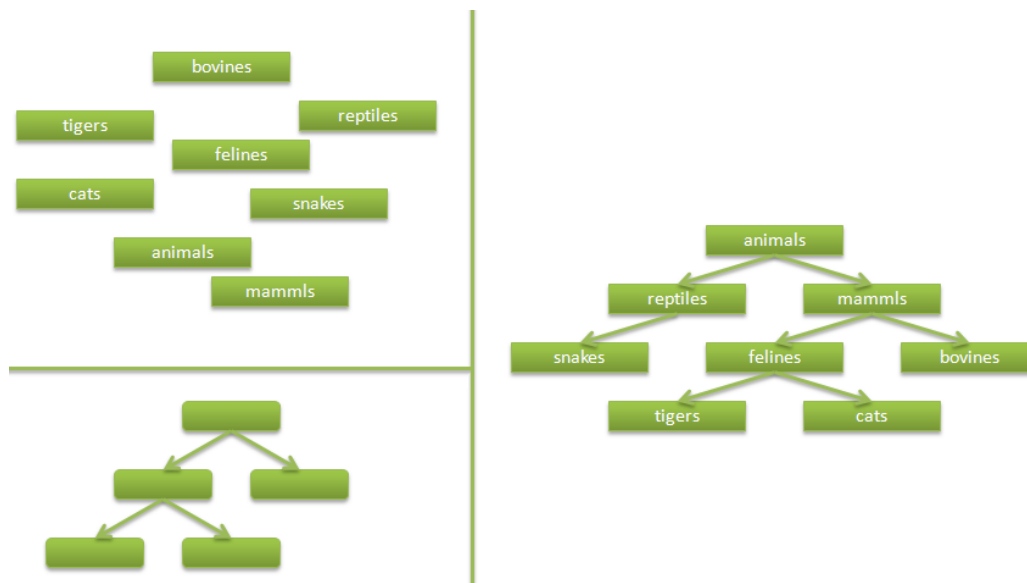 bovines
reptiles
tigers
felines
cats
snakes
animals
mammls
animals
reptiles
mammls
snakes
felines
bovines
tigers
cats